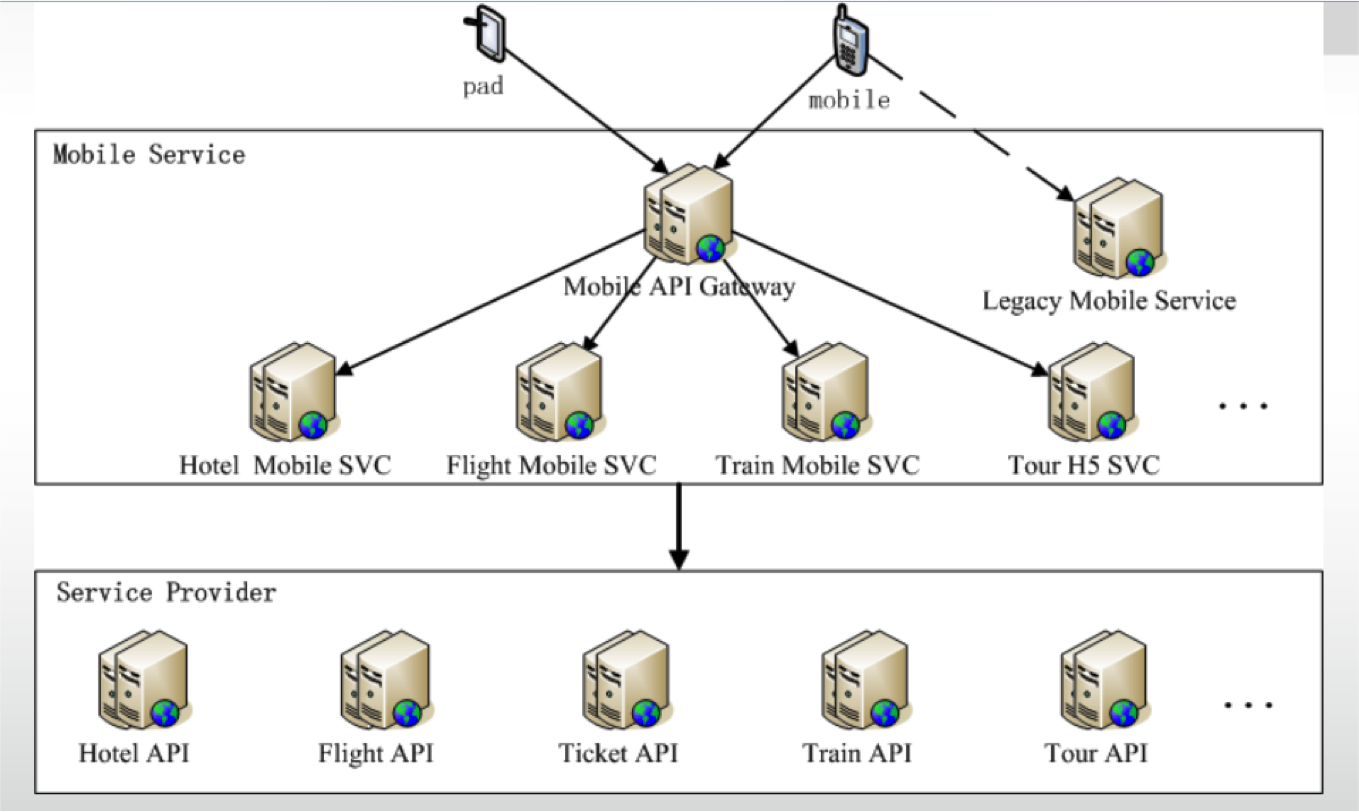 pad
mobile
Mobile Service
Mobile API Gateway
Legacy Mobile Service
Hotel Mobile SVC
Flight Mobile SVC
Train Mobile SVC
Tour H5 SVC
...
Service Provider
Hotel API
Flight API
Ticket API
Train API
Tour API
...